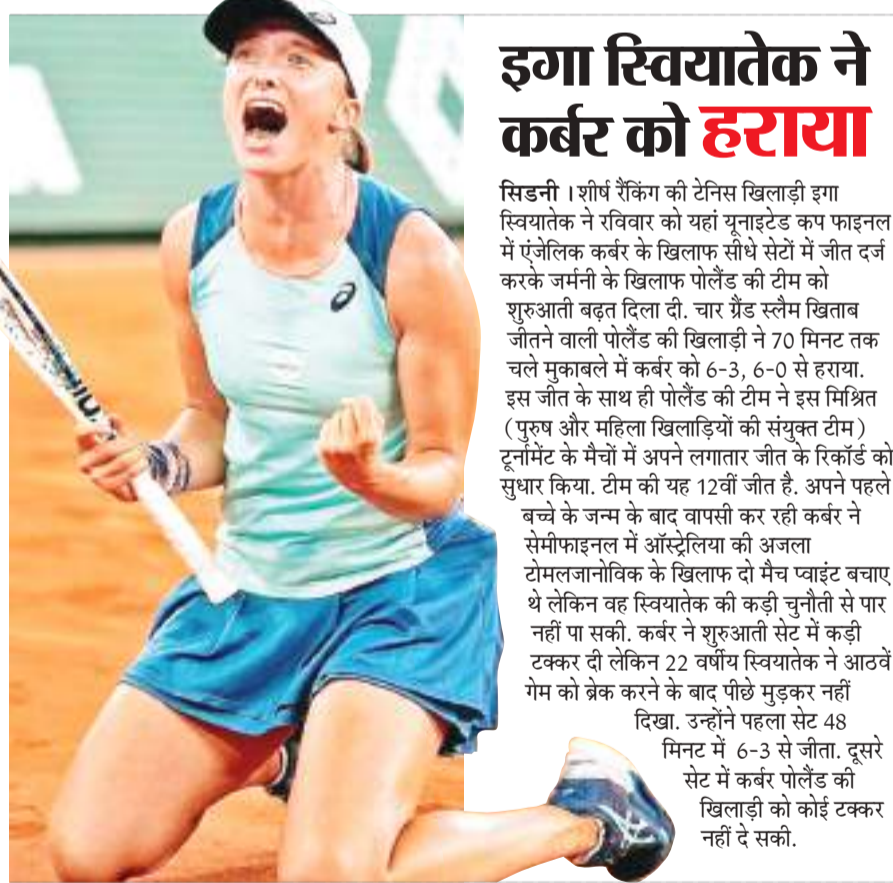 इगा स्वियातेक ने
कर्बर को हराया
सिडनी । शीर्ष रैंकिंग की टेनिस खिलाड़ी इगा
स्वियातेक ने रविवार को यहां यूनाइटेड कप फाइनल
में एंजेलिक कर्बर के खिलाफ सीधे सेटों में जीत दर्ज
करके जर्मनी के खिलाफ पोलैंड की टीम को
शुरुआती बढ़त दिला दी. चार ग्रैंड स्लैम खिताब
जीतने वाली पोलैंड की खिलाड़ी ने 70 मिनट तक
चले मुकाबले में कर्बर को 6-3, 6-0 से हराया.
इस जीत के साथ ही पोलैंड की टीम ने इस मिश्रित
(पुरुष और महिला खिलाड़ियों की संयुक्त टीम)
टूर्नामेंट के मैचों में अपने लगातार जीत के रिकॉर्ड को
सुधार किया. टीम की यह 12वीं जीत है. अपने पहले
बच्चे के जन्म के बाद वापसी कर रही कर्बर ने
सेमीफाइनल में ऑस्ट्रेलिया की अजला
टोमलजानोविक के खिलाफ दो मैच प्वाइंट बचाए
थे लेकिन वह स्वियातेक की कड़ी चुनौती से पार
नहीं पा सकी. कर्बर ने शुरुआती सेट में कड़ी
टक्कर दी लेकिन 22 वर्षीय स्वियातेक ने आठवें
गेम को ब्रेक करने के बाद पीछे मुड़कर नहीं
दिखा. उन्होंने पहला सेट 48
मिनट में 6-3 से जीता. दूसरे
सेट में कर्बर पोलैंड की
खिलाड़ी को कोई टक्कर
नहीं दे सकी.